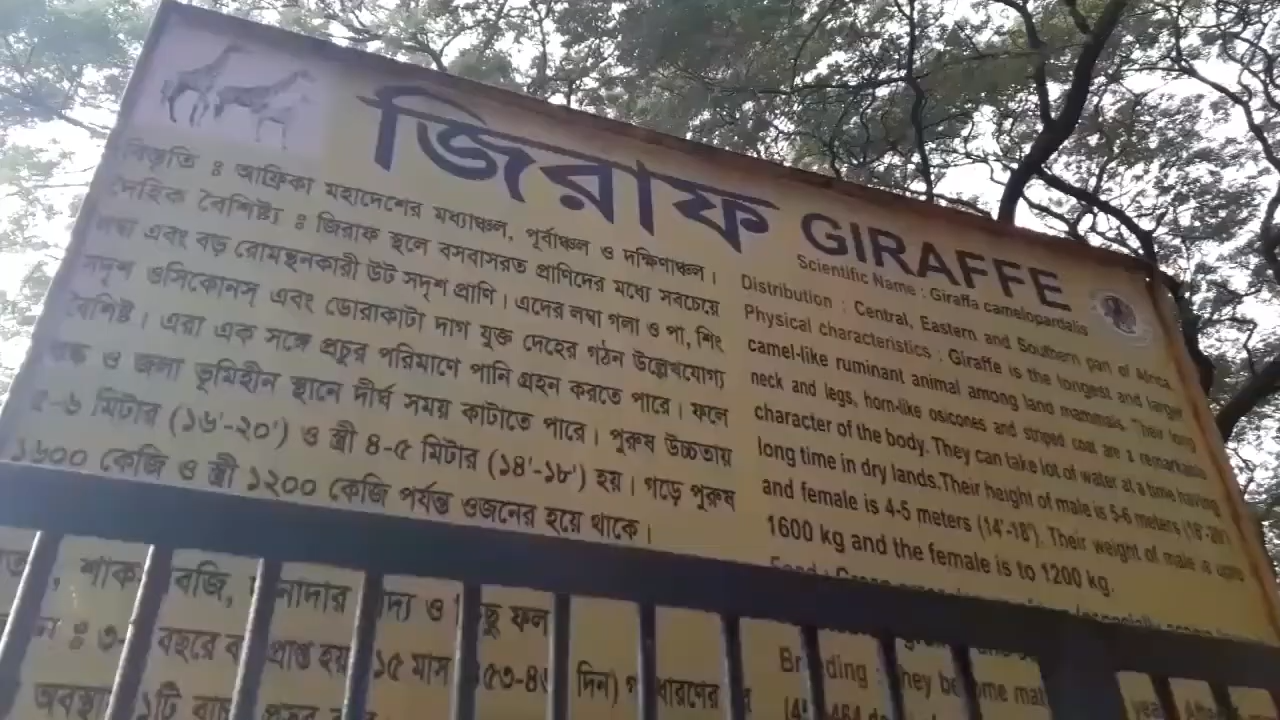 জিরাফ GIRAFFE
Scientific Name : Giraffa camelopardalis
বিস্তৃতি ঃ আফ্রিকা মহাদেশের মধ্যাঞ্চল, পূর্বাঞ্চল ও দক্ষিণাঞ্চল।
দৈহিক বৈশিষ্ট্য ঃ জিরাফ স্থলে বসবাসরত প্রাণিদের মধ্যে সবচেয়ে
লম্বা এবং বড় রোমন্থনকারী উট সদৃশ প্রাণি। এদের লম্বা গলা ও পা, শিং
সদৃশ ওসিকোনস্ এবং ডোরাকাটা দাগ যুক্ত দেহের গঠন উল্লেখযোগ্য
বৈশিষ্ট। এরা এক সঙ্গে প্রচুর পরিমাণে পানি গ্রহন করতে পারে। ফলে
শুষ্ক ও জলা ভূমিহীন স্থানে দীর্ঘ সময় কাটাতে পারে। পুরুষ উচ্চতায়
৫-৬ মিটার (১৬'-২০') ও স্ত্রী ৪-৫ মিটার (১৪'-১৮') হয়। গড়ে পুরুষ
১৬০০ কেজি ও স্ত্রী ১২০০ কেজি পর্যন্ত ওজনের হয়ে থাকে।
ও ফল
বছরে প্রাপ্ত হয় ১৫ মাস দিন)
১টি
Distribution : Central, Eastern and Southern part of Africa.
Physical characteristics : Giraffe is the longest and larger
camel-like ruminant animal among land mammals. Their long
neck and legs, horn-like osicones and striped coat are a remarkable
character of the body. They can take lot of water at a time having
long time in dry lands.Their height of male is 5-6 meters (16'-20')
and female is 4-5 meters (14'-18'). Their weight of male is upto
1600 kg and the female is to 1200 kg.